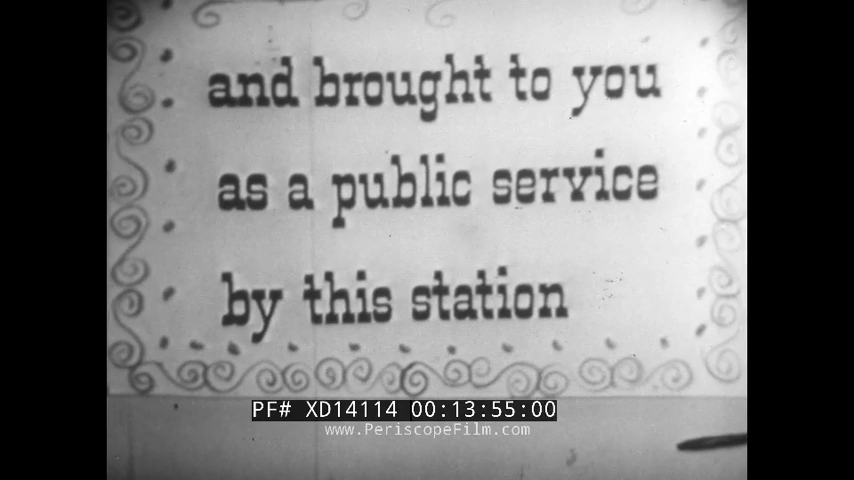 and brought to you
as a public service
by this station
PF# XD14114 00:13:55:00
www.PeriscopeFilm.com